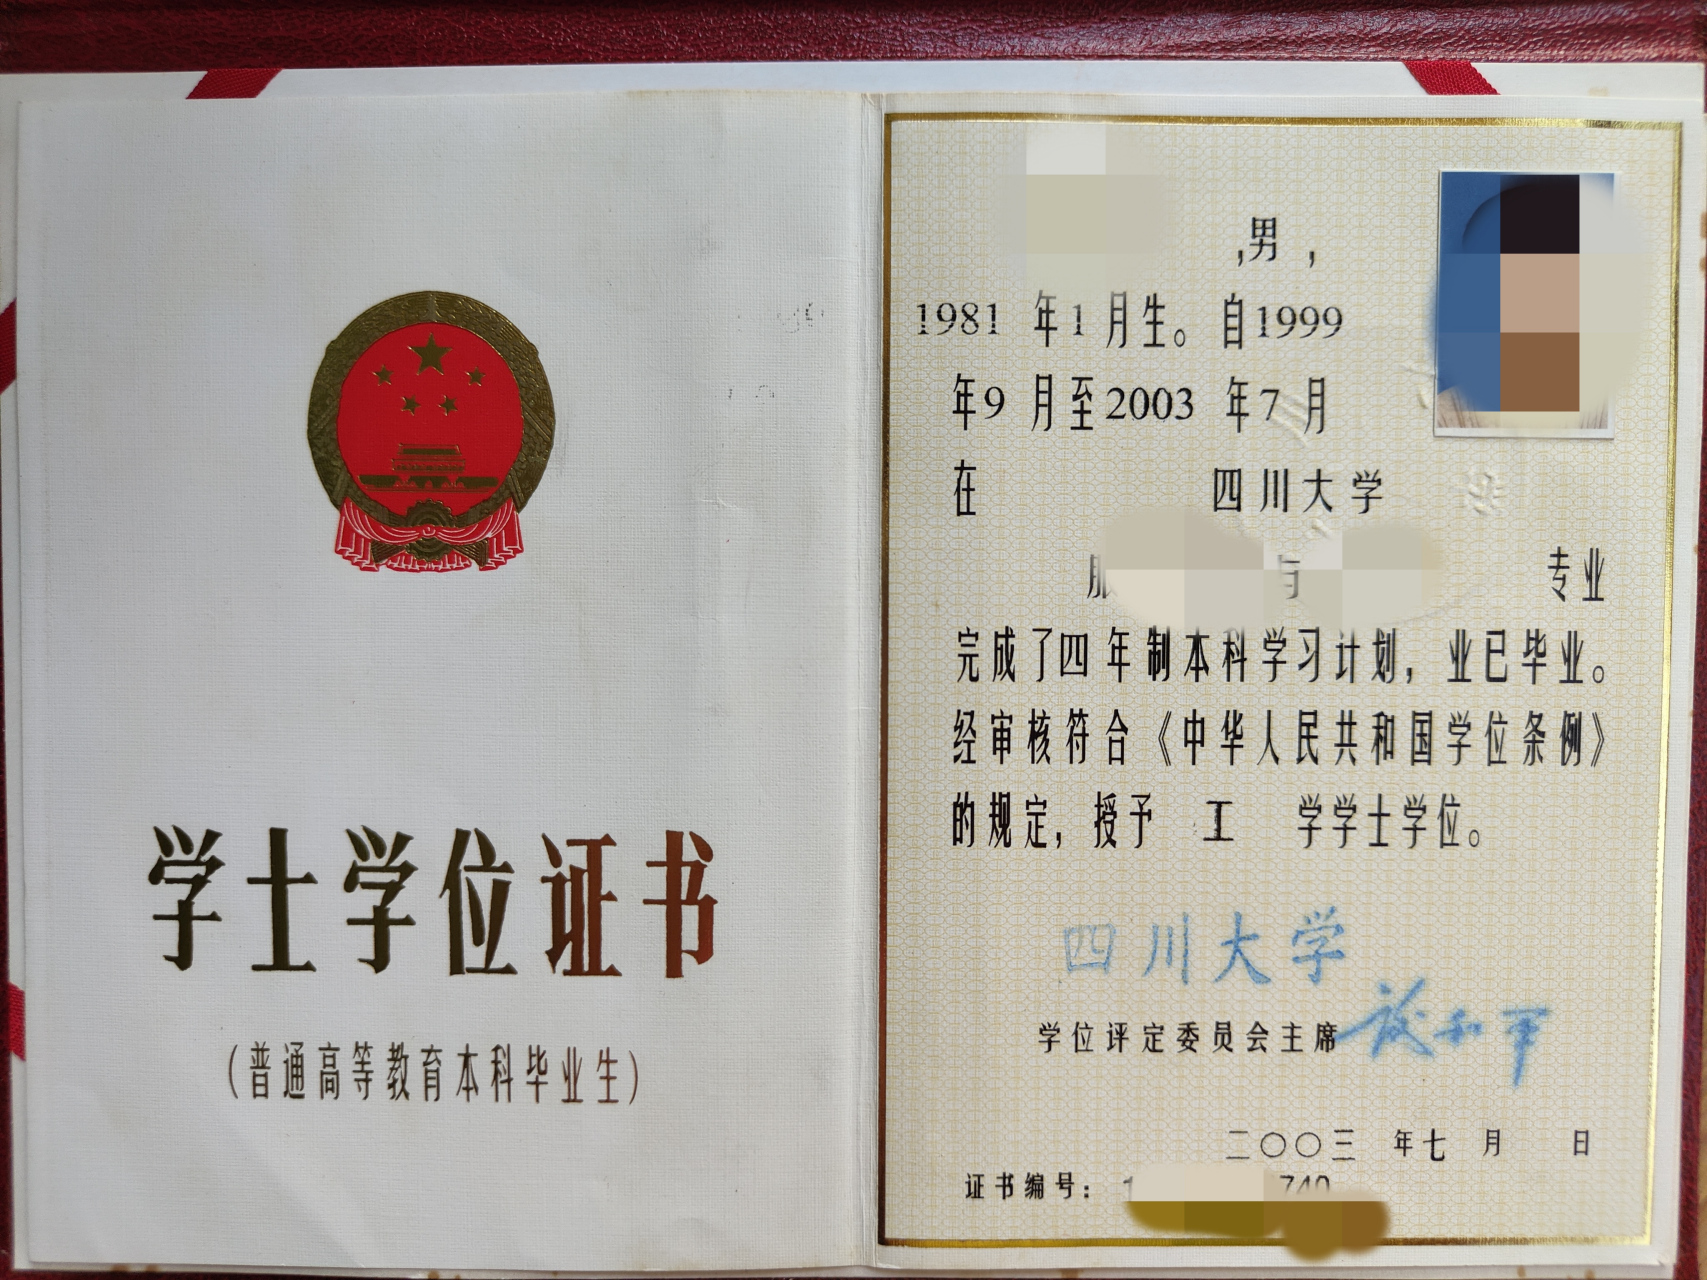 学士学位证书
（普通高等教育本科毕业生）
,男 ,
1981 年1 月生。自1999
年9 月至2003 年7 月
在 四川大学
专业
完成了四年制本科学习计划，业已毕业。
经审核符合《中华人民共和国学位条例》
的规定，授予 工 学学士学位。
四川大学
学位评定委员会主席
二〇〇三 年七 月 日
证书编号： 740